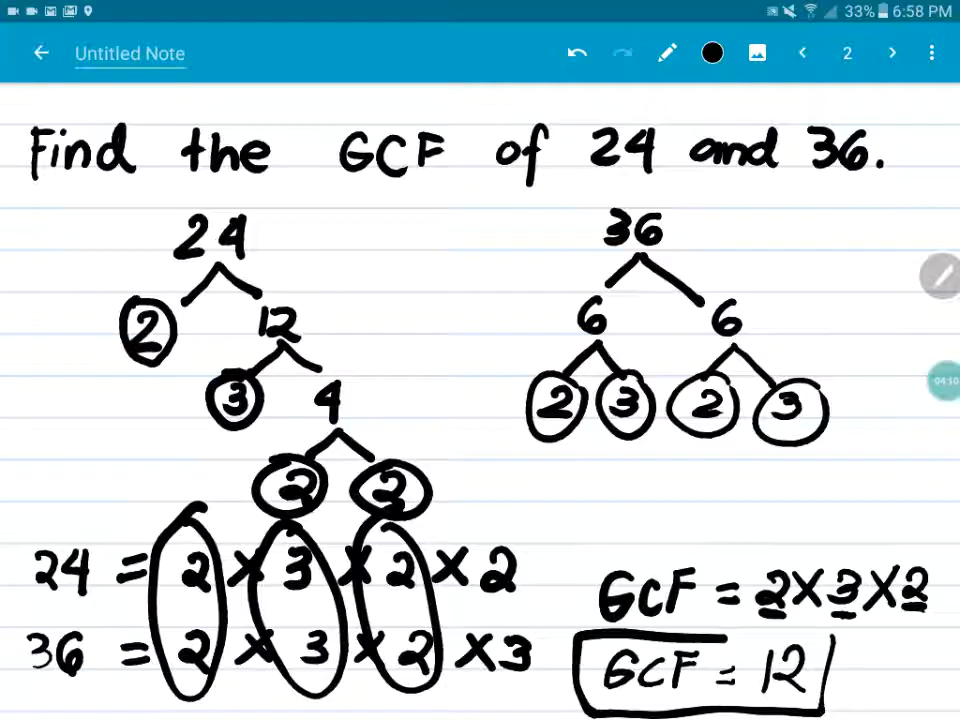 33% 6:58 PM
Untitled Note 2
Find the GCF of 24 and 36.
24 36
2 12 6 6
3 4 2 3 2 3
2 2
04:50
24 = 2 × 3 × 2 × 2
36 = 2 × 3 × 2 × 3
GCF = 2 × 3 × 2
GCF = 12